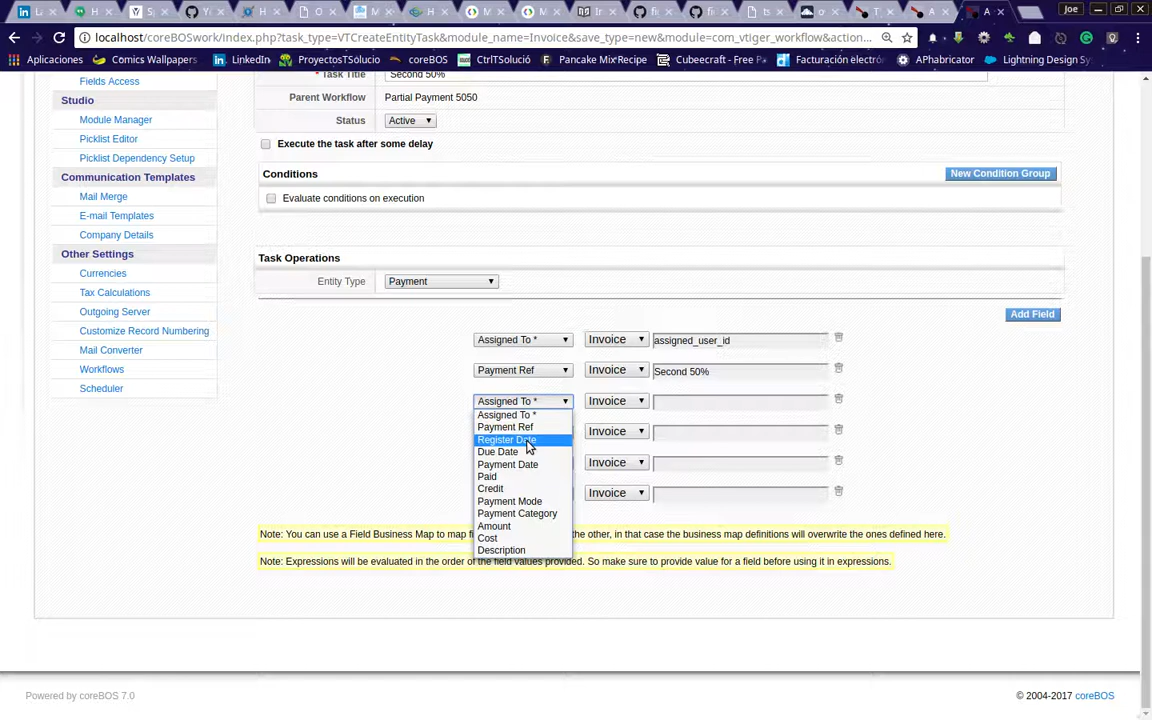 Joe
localhost/coreBOSwork/index.php?task_type=VTCreateEntityTask&module_name=Invoice&save_type=new&module=com_vtiger_workflow&action...
Aplicaciones
Comics Wallpapers
LinkedIn
ProyectosTSolucio
coreBOS
CtrlTSolució
Pancake MixRecipe
Cubecraft - Free Pa
Facturación electró
APhabricator
Lightning Design Sy
Fields Access
Studio
Module Manager
Picklist Editor
Picklist Dependency Setup
Communication Templates
Mail Merge
E-mail Templates
Company Details
Other Settings
Currencies
Tax Calculations
Outgoing Server
Customize Record Numbering
Mail Converter
Workflows
Scheduler
* Task Title Second 50%
Parent Workflow Partial Payment 5050
Status Active
Execute the task after some delay
Conditions
New Condition Group
Evaluate conditions on execution
Task Operations
Entity Type Payment
Add Field
Assigned To * Invoice assigned_user_id
Payment Ref Invoice Second 50%
Assigned To * Invoice
Assigned To *
Payment Ref
Register Date
Due Date
Payment Date
Paid
Credit
Payment Mode
Payment Category
Amount
Cost
Description
Invoice
Invoice
Invoice
Note: You can use a Field Business Map to map fi the other, in that case the business map definitions will overwrite the ones defined here.
Note: Expressions will be evaluated in the order of the field values provided. So make sure to provide value for a field before using it in expressions.
Powered by coreBOS 7.0
© 2004-2017 coreBOS